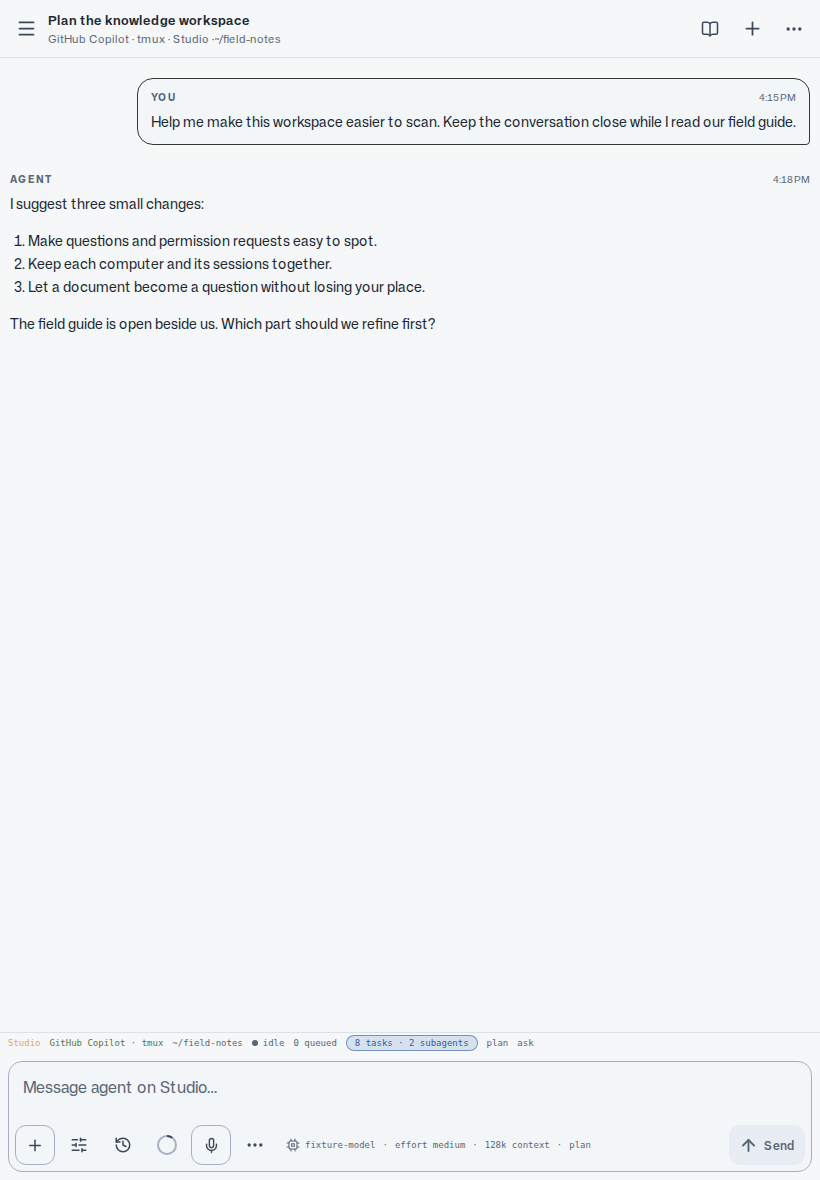 Plan the knowledge workspace
GitHub Copilot · tmux · Studio · ~/field-notes
YOU
4:15 PM
Help me make this workspace easier to scan. Keep the conversation close while I read our field guide.
AGENT
4:18 PM
I suggest three small changes:
1. Make questions and permission requests easy to spot.
2. Keep each computer and its sessions together.
3. Let a document become a question without losing your place.
The field guide is open beside us. Which part should we refine first?
Studio GitHub Copilot · tmux ~/field-notes idle 0 queued 8 tasks · 2 subagents plan ask
Message agent on Studio...
fixture-model · effort medium · 128k context · plan
Send